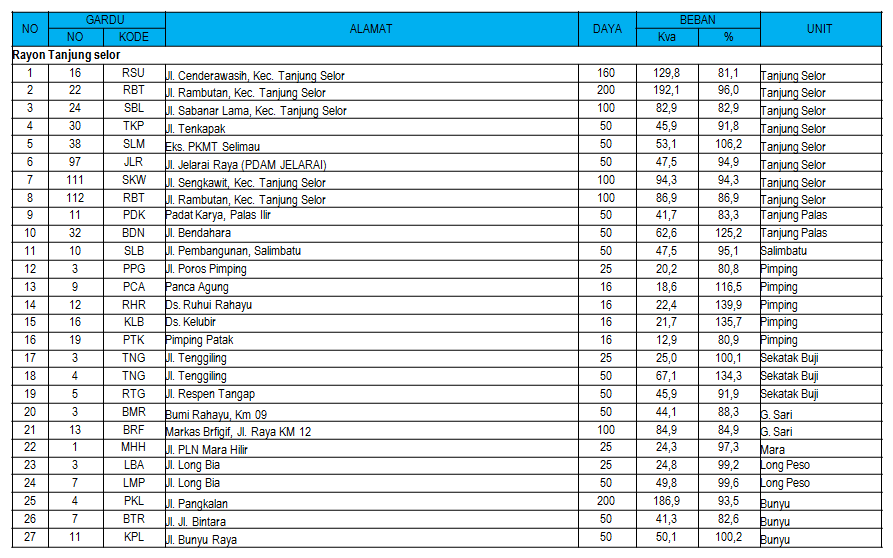 NO GARDU ALAMAT DAYA BEBAN UNIT
NO KODE Kva %
Rayon Tanjung selor
1 16 RSU Jl. Cenderawasih, Kec. Tanjung Selor 160 129,8 81,1 Tanjung Selor
2 22 RBT Jl. Rambutan, Kec. Tanjung Selor 200 192,1 96,0 Tanjung Selor
3 24 SBL Jl. Sabanar Lama, Kec. Tanjung Selor 100 82,9 82,9 Tanjung Selor
4 30 TKP Jl. Tenkapak 50 45,9 91,8 Tanjung Selor
5 38 SLM Eks. PKMT Selimau 50 53,1 106,2 Tanjung Selor
6 97 JLR Jl. Jelarai Raya (PDAM JELARAI) 50 47,5 94,9 Tanjung Selor
7 111 SKW Jl. Sengkawit, Kec. Tanjung Selor 100 94,3 94,3 Tanjung Selor
8 112 RBT Jl. Rambutan, Kec. Tanjung Selor 100 86,9 86,9 Tanjung Selor
9 11 PDK Padat Karya, Palas Ilir 50 41,7 83,3 Tanjung Palas
10 32 BDN Jl. Bendahara 50 62,6 125,2 Tanjung Palas
11 10 SLB Jl. Pembangunan, Salimbatu 50 47,5 95,1 Salimbatu
12 3 PPG Jl. Poros Pimping 25 20,2 80,8 Pimping
13 9 PCA Panca Agung 16 18,6 116,5 Pimping
14 12 RHR Ds. Ruhui Rahayu 16 22,4 139,9 Pimping
15 16 KLB Ds. Kelubir 16 21,7 135,7 Pimping
16 19 PTK Pimping Patak 16 12,9 80,9 Pimping
17 3 TNG Jl. Tenggiling 25 25,0 100,1 Sekatak Buji
18 4 TNG Jl. Tenggiling 50 67,1 134,3 Sekatak Buji
19 5 RTG Jl. Respen Tangap 50 45,9 91,9 Sekatak Buji
20 3 BMR Bumi Rahayu, Km 09 50 44,1 88,3 G. Sari
21 13 BRF Markas Brfigif, Jl. Raya KM 12 100 84,9 84,9 G. Sari
22 1 MHH Jl. PLN Mara Hilir 25 24,3 97,3 Mara
23 3 LBA Jl. Long Bia 25 24,8 99,2 Long Peso
24 7 LMP Jl. Long Bia 50 49,8 99,6 Long Peso
25 4 PKL Jl. Pangkalan 200 186,9 93,5 Bunyu
26 7 BTR Jl. Jl. Bintara 50 41,3 82,6 Bunyu
27 11 KPL Jl. Bunyu Raya 50 50,1 100,2 Bunyu